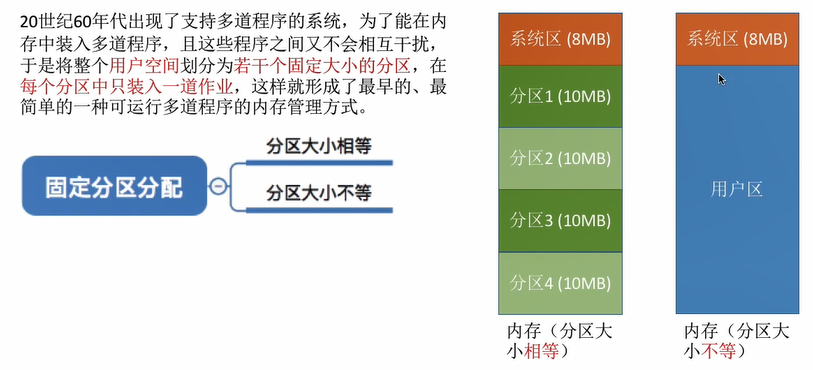 20世纪60年代出现了支持多道程序的系统，为了能在内
存中装入多道程序，且这些程序之间又不会相互干扰，
于是将整个用户空间划分为若干个固定大小的分区，在
每个分区中只装入一道作业，这样就形成了最早的、最
简单的一种可运行多道程序的内存管理方式。
固定分区分配
分区大小相等
分区大小不等
系统区 (8MB)
分区1 (10MB)
分区2 (10MB)
分区3 (10MB)
分区4 (10MB)
内存（分区大
小相等）
系统区 (8MB)
用户区
内存（分区大
小不等）